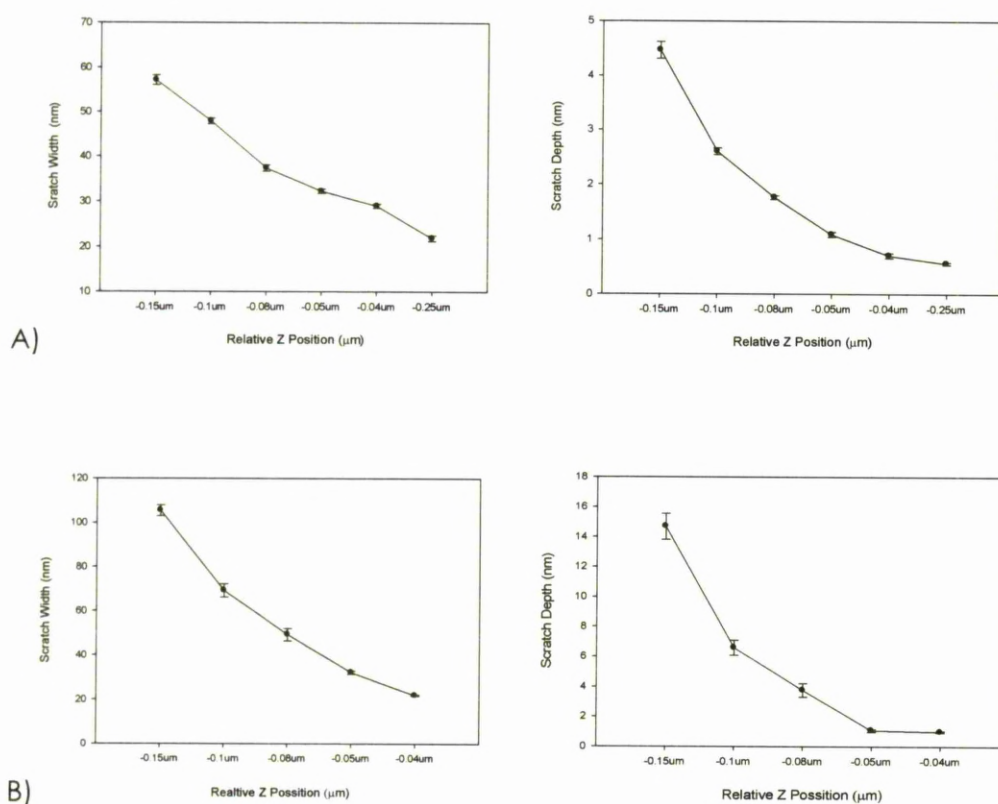 70
60
50
40
30
20
10
Sratch Width (nm)
-0.15um -0.1um -0.08um -0.05um -0.04um -0.25um
Relative Z Position (μm)
5
4
3
2
1
0
Scratch Depth (nm)
-0.15um -0.1um -0.08um -0.05um -0.04um -0.25um
Relative Z Position (μm)
A)
120
100
80
60
40
20
0
Scratch Width (nm)
-0.15um -0.1um -0.08um -0.05um -0.04um
Realtive Z Possition (μm)
18
16
14
12
10
8
6
4
2
0
Scratch Depth (nm)
-0.15um -0.1um -0.08um -0.05um -0.04um
Relative Z Possition (μm)
B)